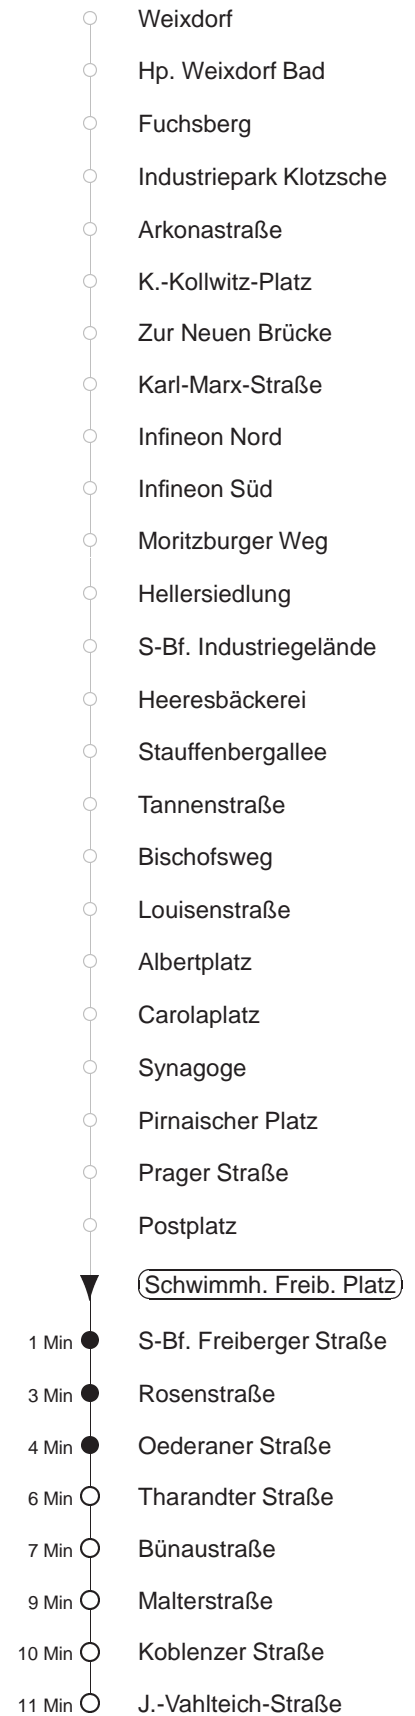 Weixdorf
Hp. Weixdorf Bad
Fuchsberg
Industriepark Klotzsche
Arkonastraße
K.-Kollwitz-Platz
Zur Neuen Brücke
Karl-Marx-Straße
Infineon Nord
Infineon Süd
Moritzburger Weg
Hellersiedlung
S-Bf. Industriegelände
Heeresbäckerei
Stauffenbergallee
Tannenstraße
Bischofsweg
Louisenstraße
Albertplatz
Carolaplatz
Synagoge
Pirnaischer Platz
Prager Straße
Postplatz
Schwimmh. Freib. Platz
1 Min S-Bf. Freiberger Straße
3 Min Rosenstraße
4 Min Oederaner Straße
6 Min Tharandter Straße
7 Min Bünaustraße
9 Min Malterstraße
10 Min Koblenzer Straße
11 Min J.-Vahlteich-Straße